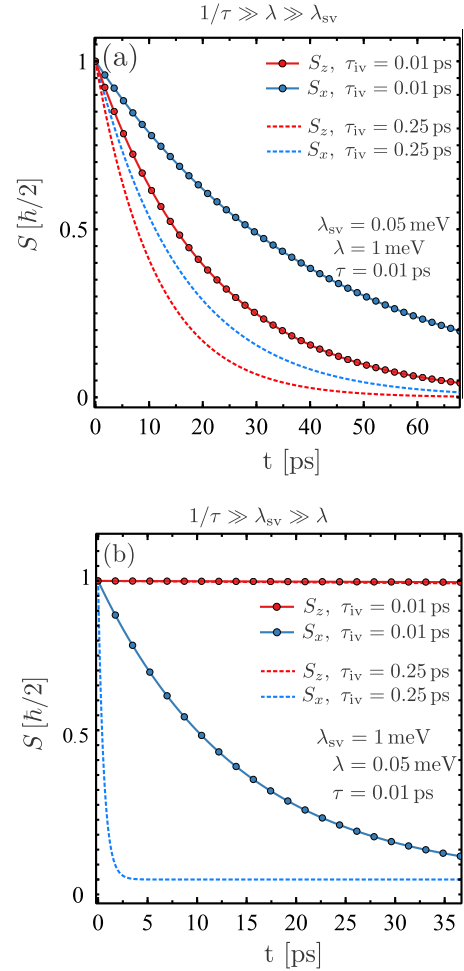 1/τ ≫ λ ≫ λsv
(a)
Sz, τiv = 0.01 ps
Sx, τiv = 0.01 ps
Sz, τiv = 0.25 ps
Sx, τiv = 0.25 ps
λsv = 0.05 meV
λ = 1 meV
τ = 0.01 ps
S [ħ/2]
1
0.5
0
0 10 20 30 40 50 60
t [ps]
1/τ ≫ λsv ≫ λ
(b)
Sz, τiv = 0.01 ps
Sx, τiv = 0.01 ps
Sz, τiv = 0.25 ps
Sx, τiv = 0.25 ps
λsv = 1 meV
λ = 0.05 meV
τ = 0.01 ps
S [ħ/2]
1
0.5
0
0 5 10 15 20 25 30 35
t [ps]